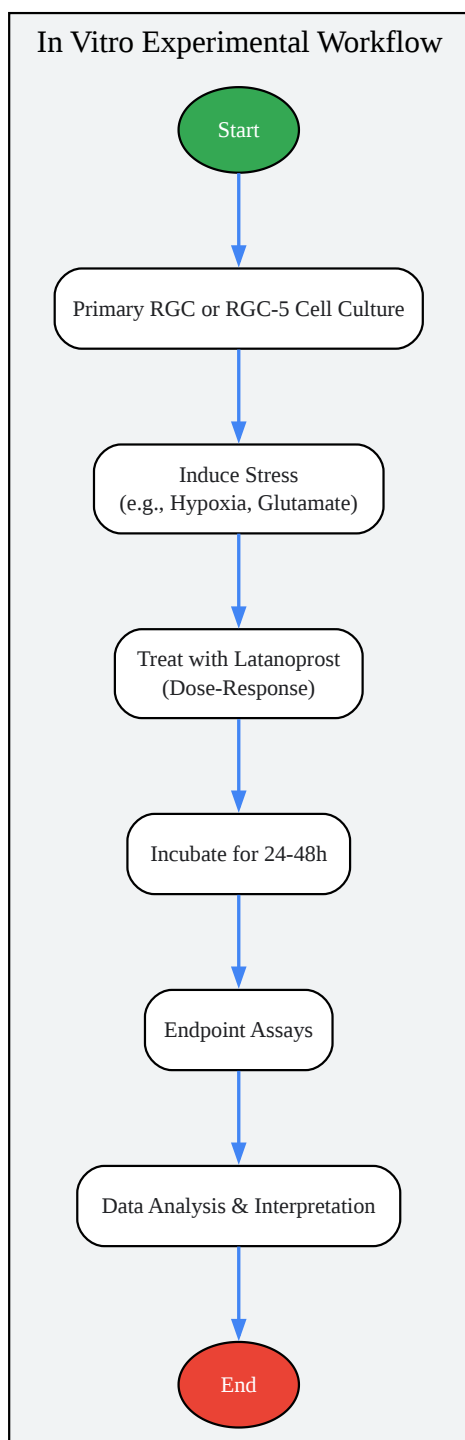 In Vitro Experimental Workflow
Start
Primary RGC or RGC-5 Cell Culture
Induce Stress
(e.g., Hypoxia, Glutamate)
Treat with Latanoprost
(Dose-Response)
Incubate for 24-48h
Endpoint Assays
Data Analysis & Interpretation
End